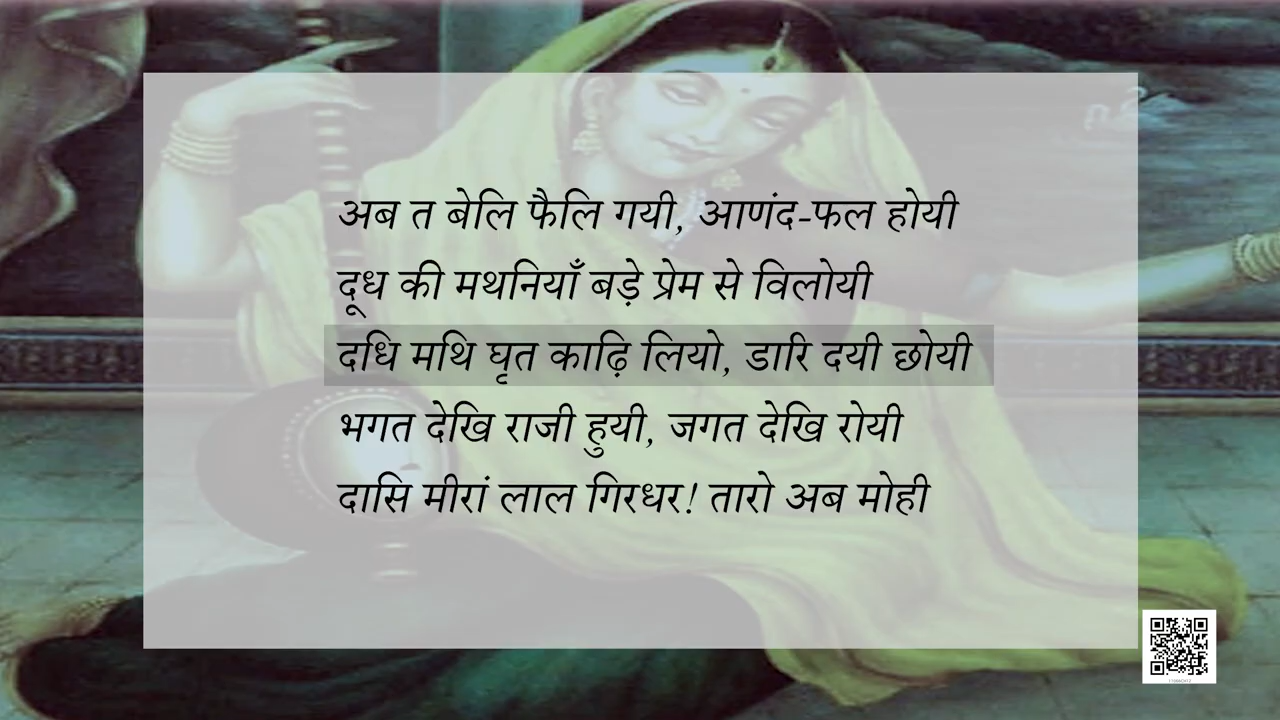 अब त बेलि फैलि गयी, आणंद-फल होयी
दूध की मथनियाँ बड़े प्रेम से विलोयी
दधि मथि घृत काढ़ि लियो, डारि दयी छोयी
भगत देखि राजी हुयी, जगत देखि रोयी
दासि मीरां लाल गिरधर! तारो अब मोही